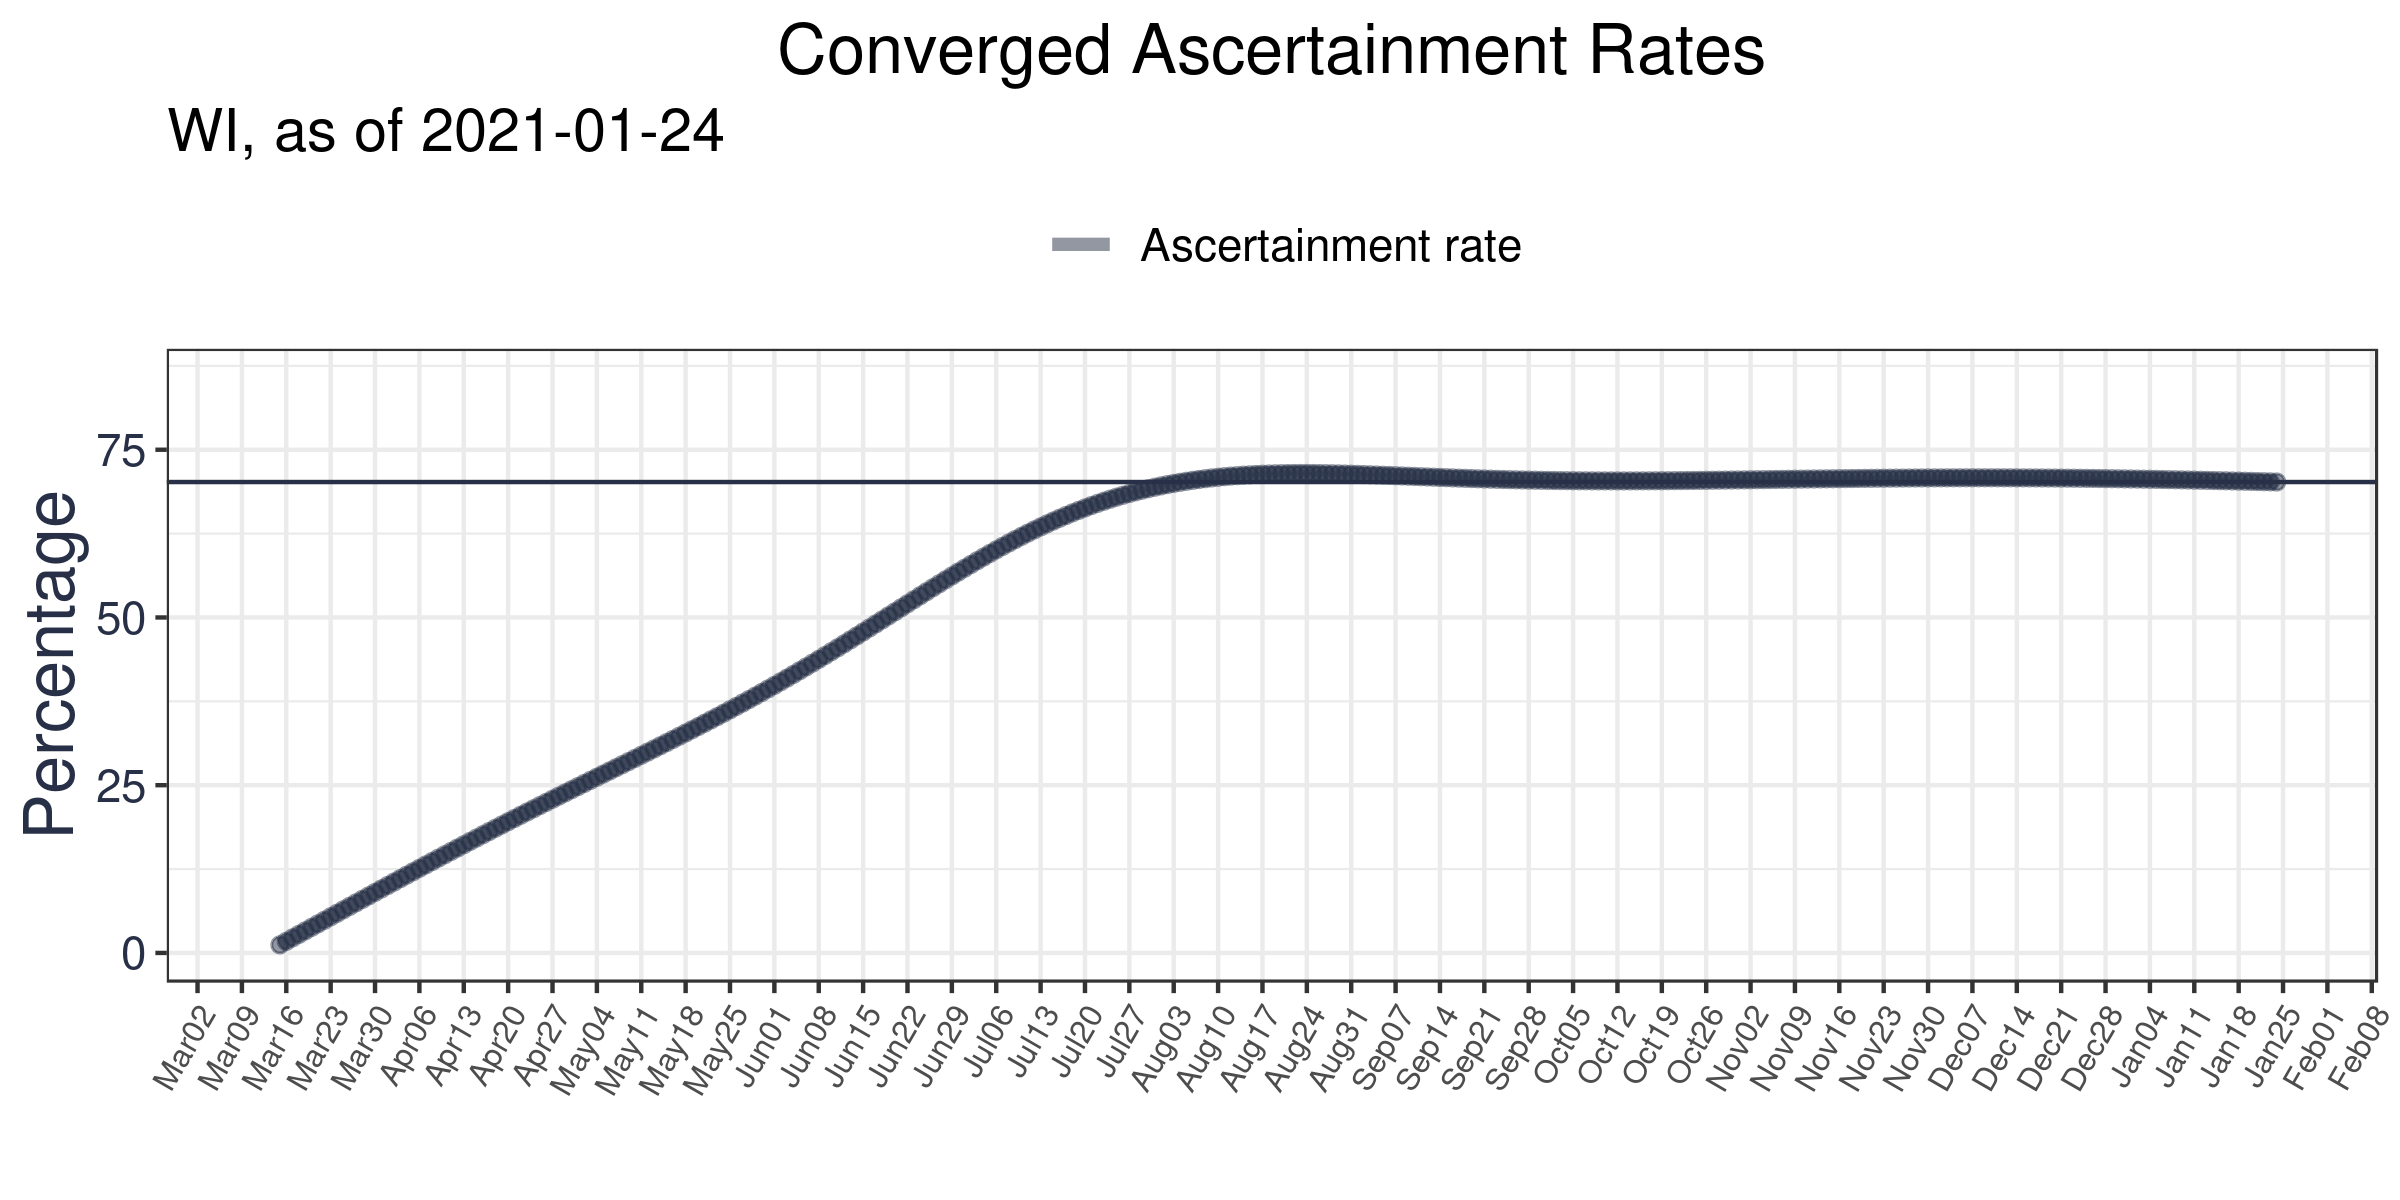 Converged Ascertainment Rates
WI, as of 2021-01-24
Ascertainment rate
Percentage
75
50
25
0
Mar02 Mar09 Mar16 Mar23 Mar30 Apr06 Apr13 Apr20 Apr27 May04 May11 May18 May25 Jun01 Jun08 Jun15 Jun22 Jun29 Jul06 Jul13 Jul20 Jul27 Aug03 Aug10 Aug17 Aug24 Aug31 Sep07 Sep14 Sep21 Sep28 Oct05 Oct12 Oct19 Oct26 Nov02 Nov09 Nov16 Nov23 Nov30 Dec07 Dec14 Dec21 Dec28 Jan04 Jan11 Jan18 Jan25 Feb01 Feb08